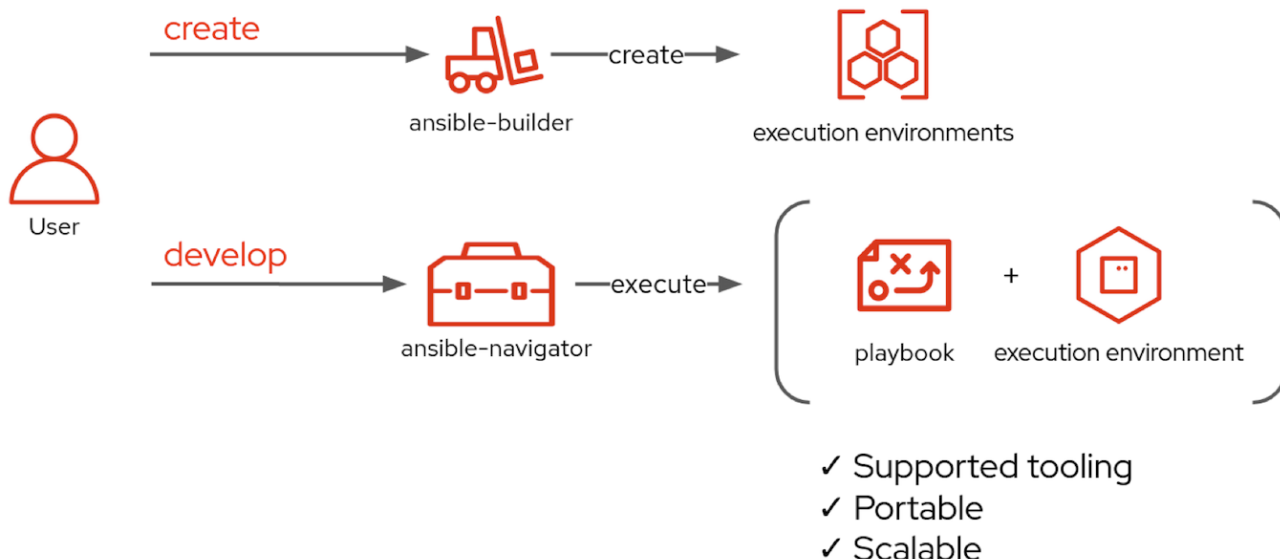 create
create
ansible-builder
execution environments
User
develop
execute
ansible-navigator
+
playbook
execution environment
✓ Supported tooling
✓ Portable
✓ Scalable